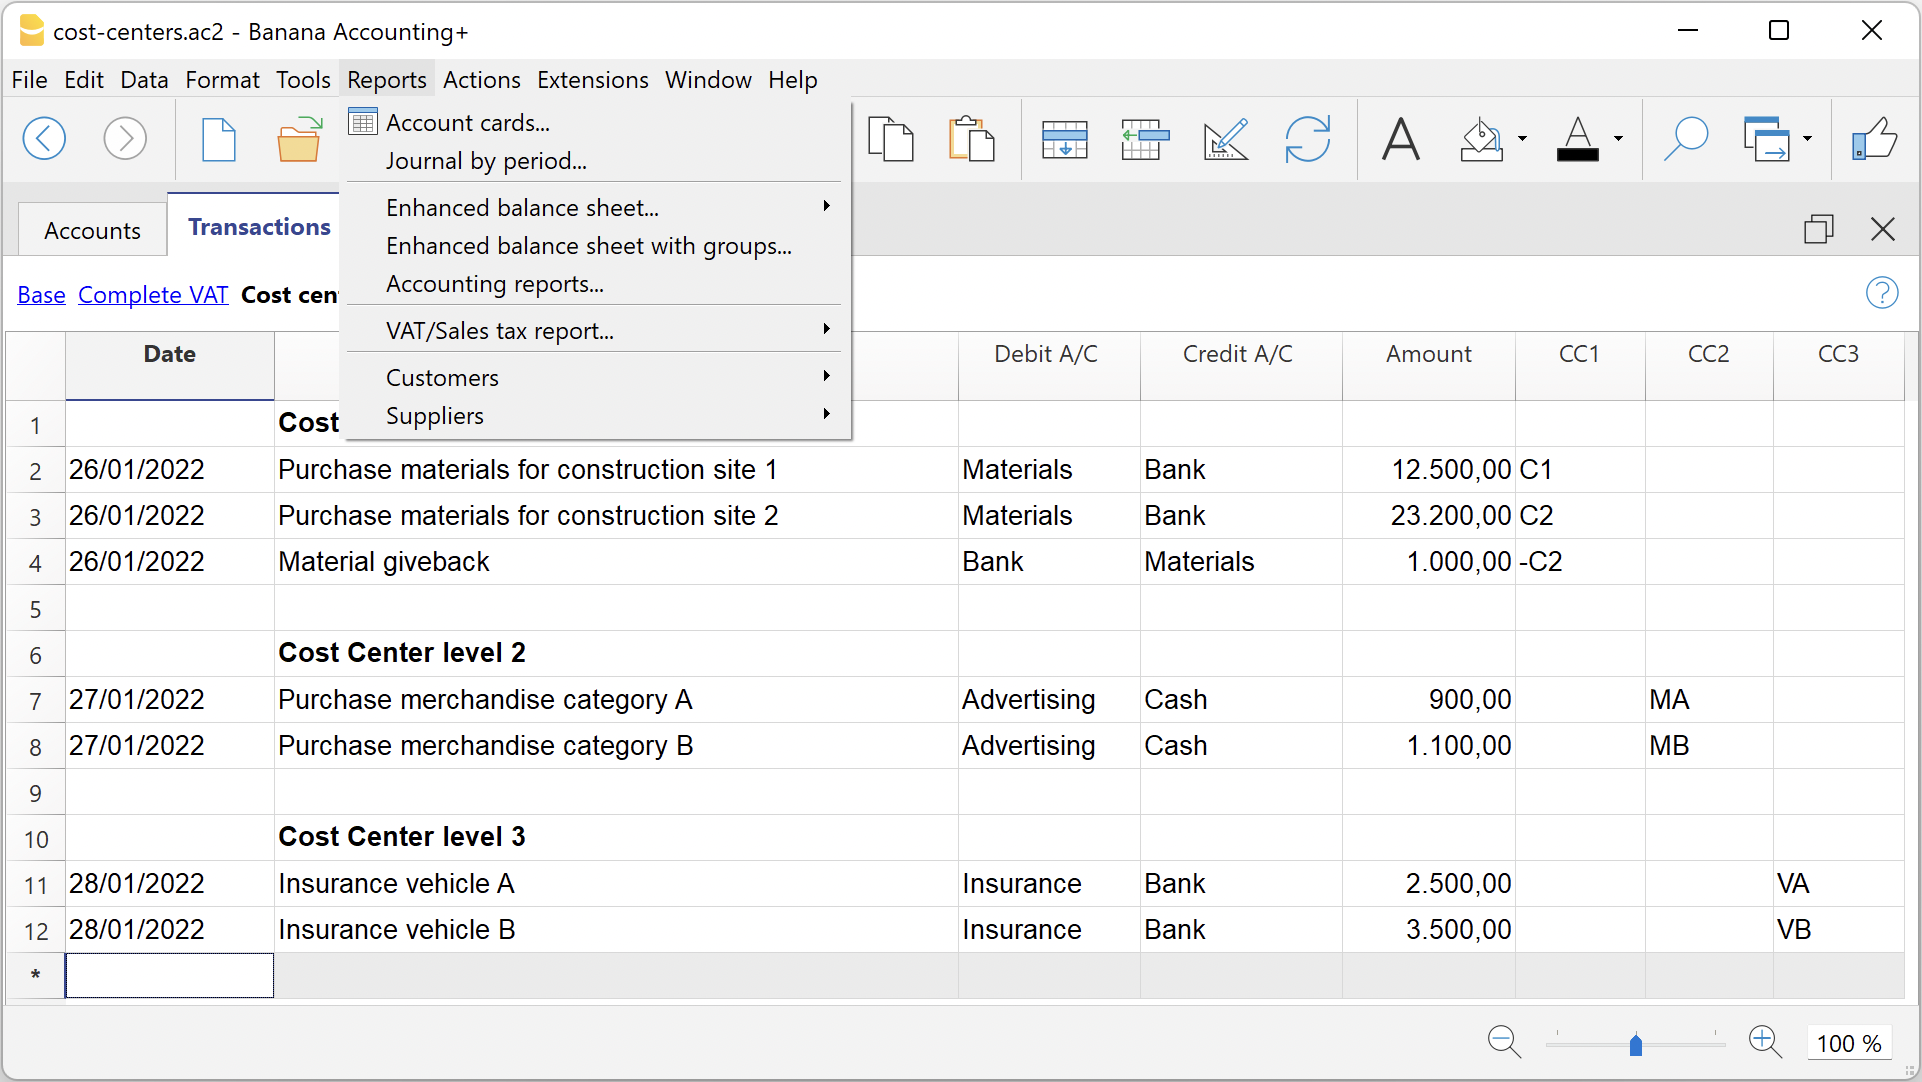 cost-centers.ac2 - Banana Accounting+
File Edit Data Format Tools Reports Actions Extensions Window Help
Account cards...
Journal by period...
Enhanced balance sheet...
Enhanced balance sheet with groups...
Accounting reports...
VAT/Sales tax report...
Customers
Suppliers
Accounts Transactions
Base Complete VAT Cost cen
Date Debit A/C Credit A/C Amount CC1 CC2 CC3
1 Cost
2 26/01/2022 Purchase materials for construction site 1 Materials Bank 12.500,00 C1
3 26/01/2022 Purchase materials for construction site 2 Materials Bank 23.200,00 C2
4 26/01/2022 Material giveback Bank Materials 1.000,00 -C2
5
6 Cost Center level 2
7 27/01/2022 Purchase merchandise category A Advertising Cash 900,00 MA
8 27/01/2022 Purchase merchandise category B Advertising Cash 1.100,00 MB
9
10 Cost Center level 3
11 28/01/2022 Insurance vehicle A Insurance Bank 2.500,00 VA
12 28/01/2022 Insurance vehicle B Insurance Bank 3.500,00 VB
*
100 %